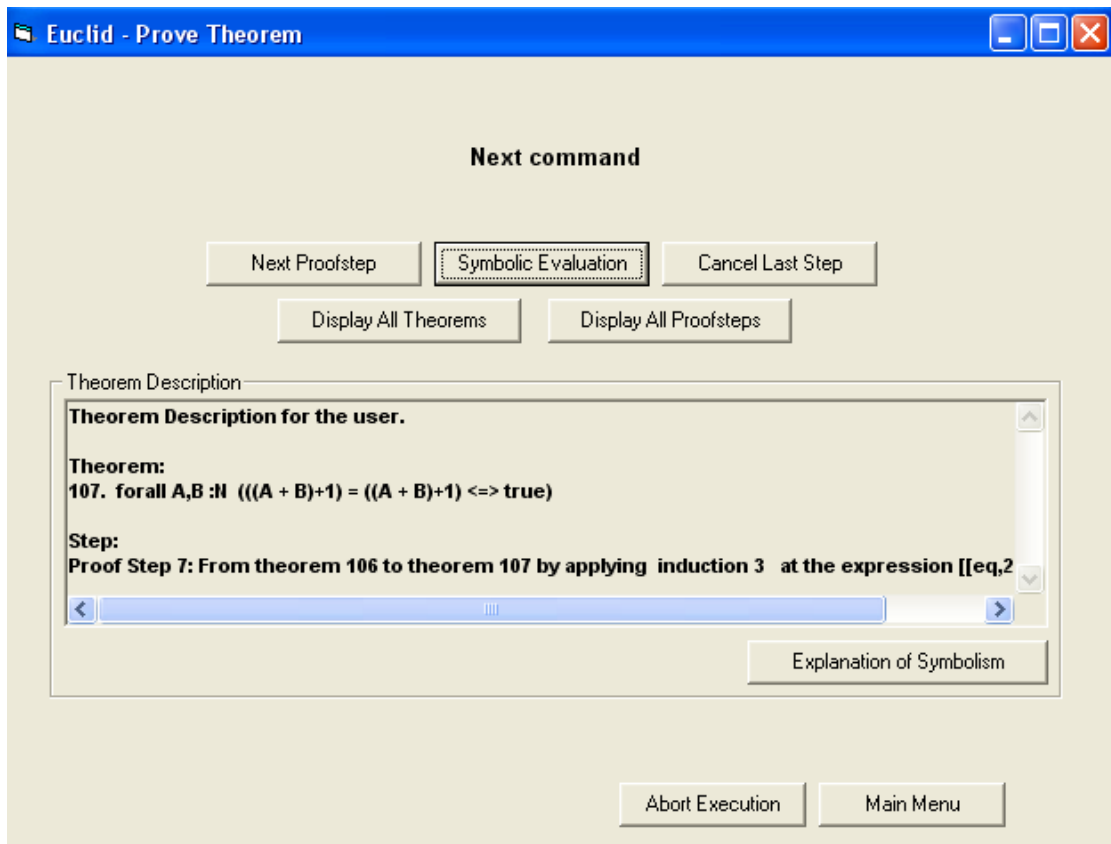 Euclid - Prove Theorem
Next command
Next Proofstep
Symbolic Evaluation
Cancel Last Step
Display All Theorems
Display All Proofsteps
Theorem Description
Theorem Description for the user.
Theorem:
107.  forall A,B :N  (((A + B)+1) = ((A + B)+1) <=> true)
Step:
Proof Step 7: From theorem 106 to theorem 107 by applying  induction 3   at the expression [[eq,2
Explanation of Symbolism
Abort Execution
Main Menu